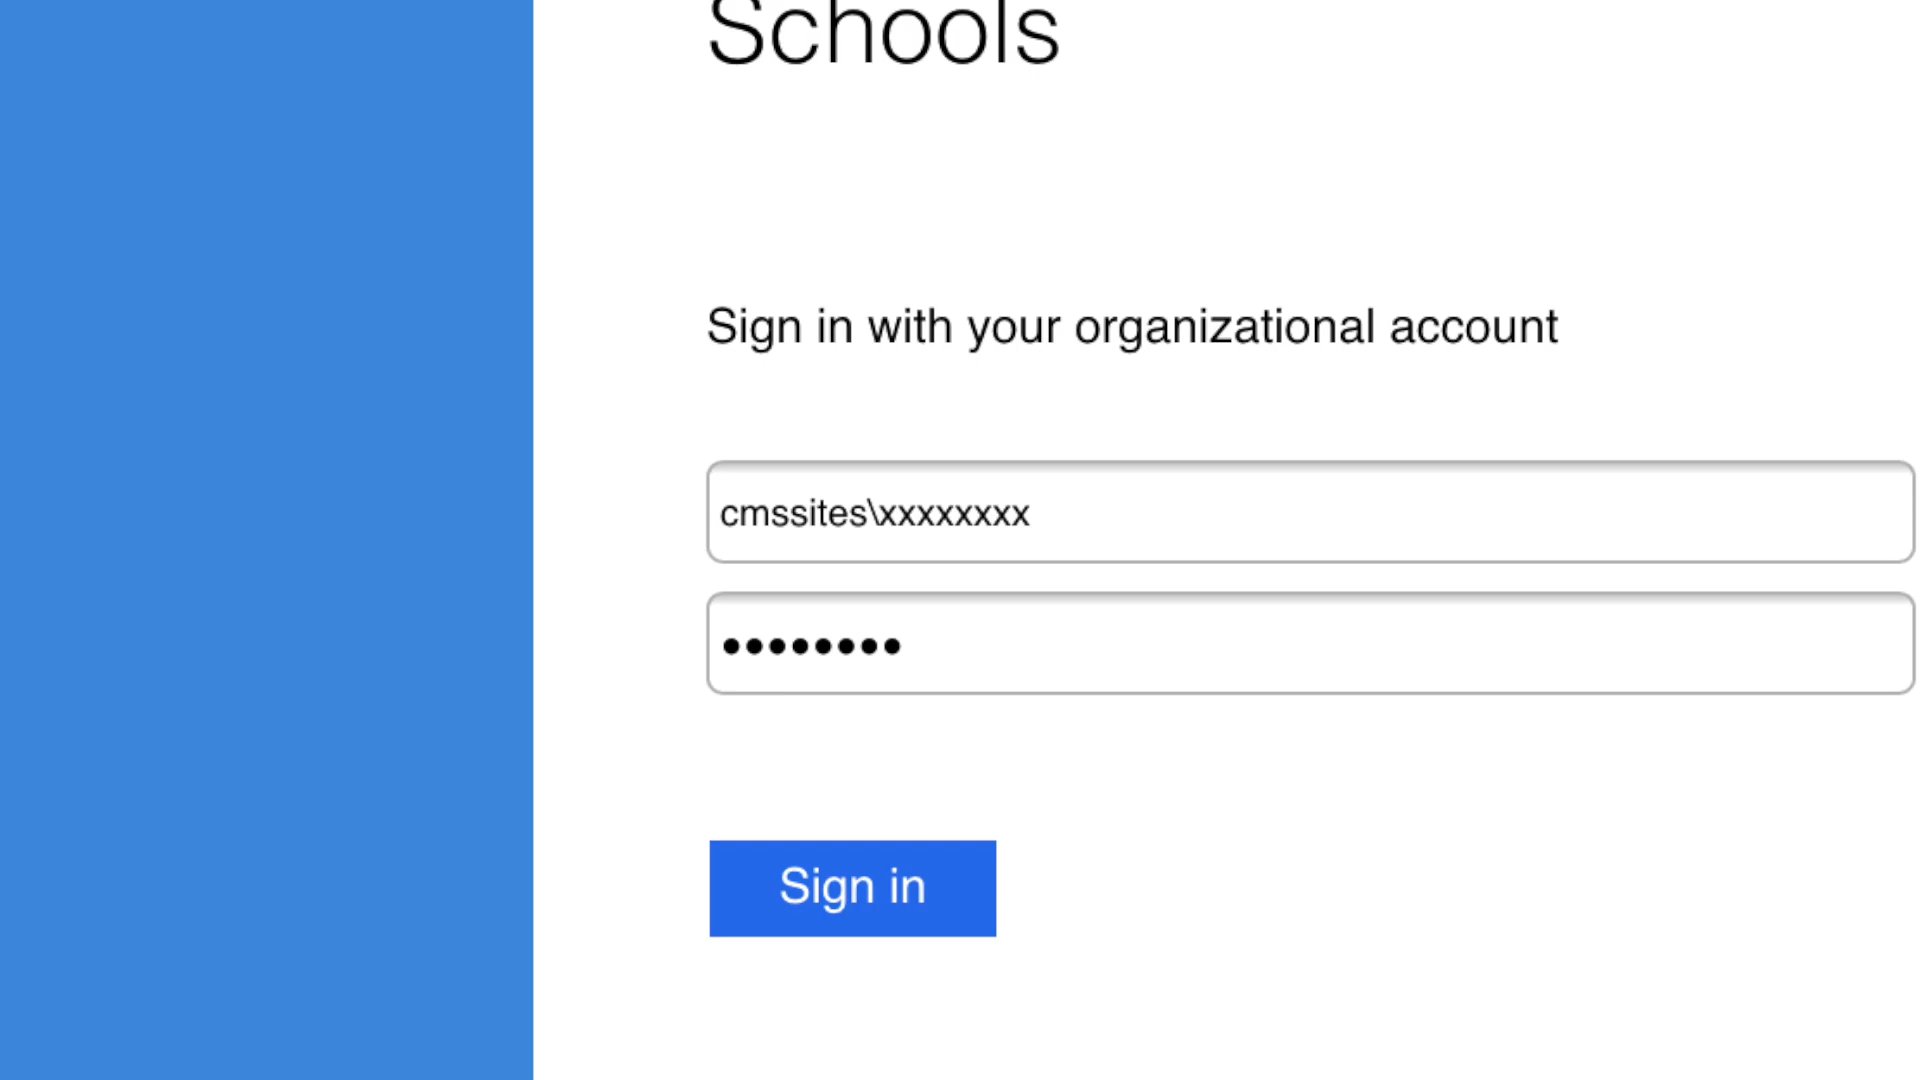 Schools
Sign in with your organizational account
cmssites\xxxxxxxx
••••••••
Sign in